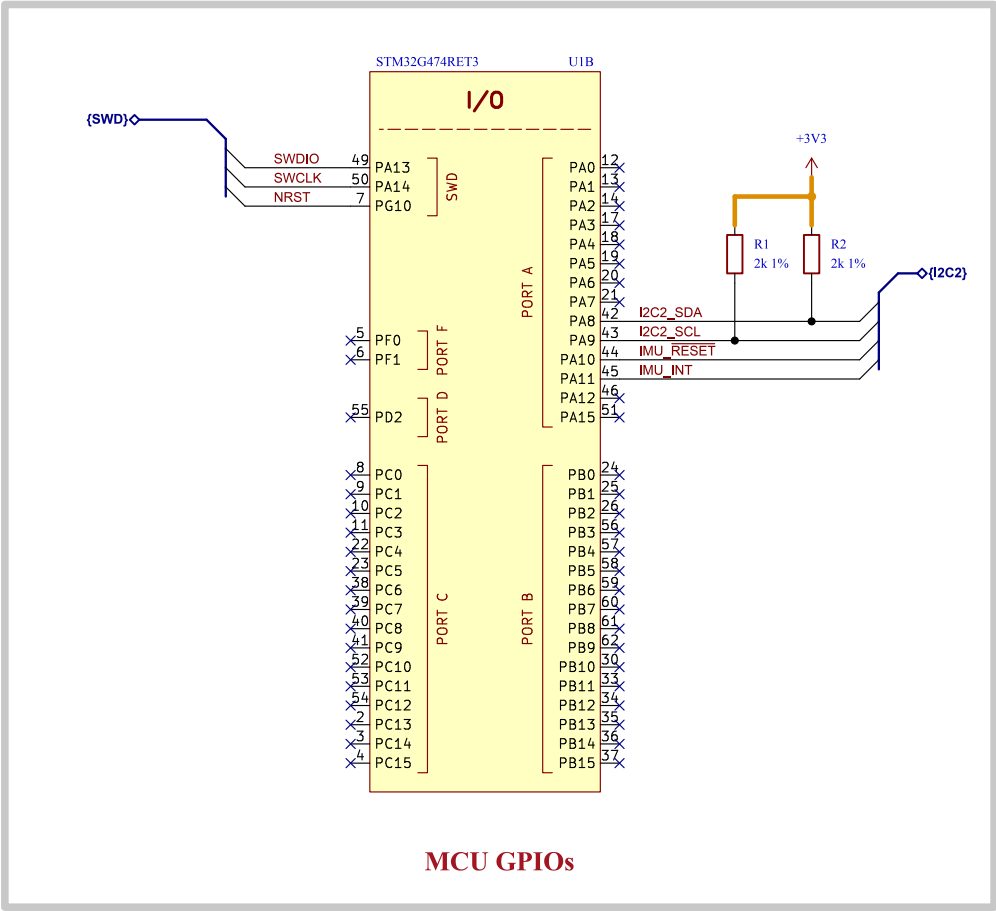 STM32G474RET3 U1B
I/O
{SWD}
SWDIO 49 PA13
SWCLK 50 PA14
NRST 7 PG10
SWD
5 PF0
6 PF1
PORT F
55 PD2
PORT D
8 PC0
9 PC1
10 PC2
11 PC3
22 PC4
23 PC5
38 PC6
39 PC7
40 PC8
41 PC9
52 PC10
53 PC11
54 PC12
2 PC13
3 PC14
4 PC15
PORT C
PORT A
PA0 12
PA1 13
PA2 14
PA3 17
PA4 18
PA5 19
PA6 20
PA7 21
PA8 42 I2C2_SDA
PA9 43 I2C2_SCL
PA10 44 IMU_RESET
PA11 45 IMU_INT
PA12 46
PA15 51
PORT B
PB0 24
PB1 25
PB2 26
PB3 56
PB4 57
PB5 58
PB6 59
PB7 60
PB8 61
PB9 62
PB10 30
PB11 33
PB12 34
PB13 35
PB14 36
PB15 37
+3V3
R1
2k 1%
R2
2k 1%
{I2C2}
MCU GPIOs